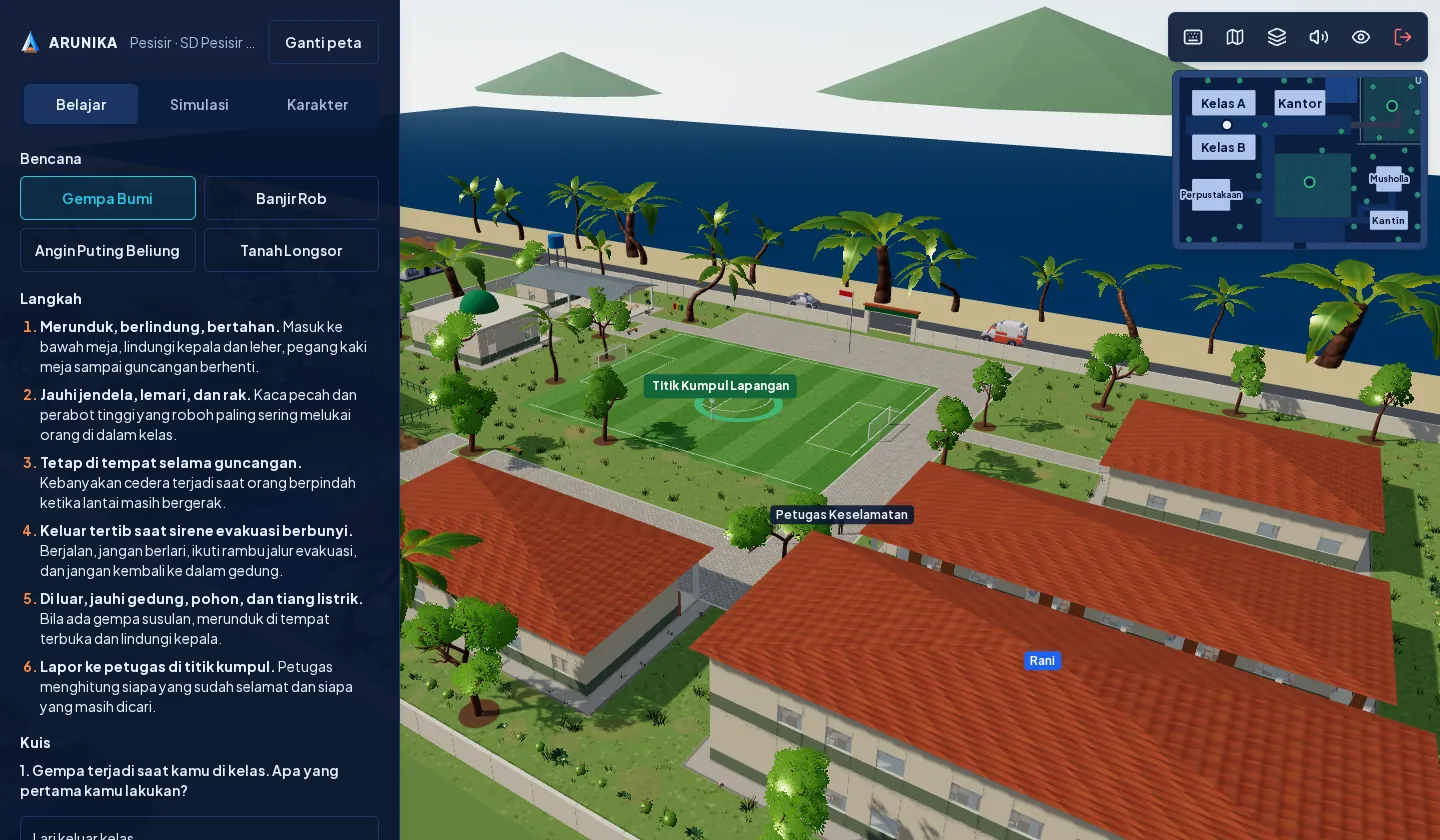 ARUNIKA
Pesisir · SD Pesisir ...
Ganti peta
Belajar
Simulasi
Karakter
Bencana
Gempa Bumi
Banjir Rob
Angin Puting Beliung
Tanah Longsor
Langkah
1. Merunduk, berlindung, bertahan. Masuk ke
bawah meja, lindungi kepala dan leher, pegang kaki
meja sampai guncangan berhenti.
2. Jauhi jendela, lemari, dan rak. Kaca pecah dan
perabot tinggi yang roboh paling sering melukai
orang di dalam kelas.
3. Tetap di tempat selama guncangan.
Kebanyakan cedera terjadi saat orang berpindah
ketika lantai masih bergerak.
4. Keluar tertib saat sirene evakuasi berbunyi.
Berjalan, jangan berlari, ikuti rambu jalur evakuasi,
dan jangan kembali ke dalam gedung.
5. Di luar, jauhi gedung, pohon, dan tiang listrik.
Bila ada gempa susulan, merunduk di tempat
terbuka dan lindungi kepala.
6. Lapor ke petugas di titik kumpul. Petugas
menghitung siapa yang sudah selamat dan siapa
yang masih dicari.
Kuis
1. Gempa terjadi saat kamu di kelas. Apa yang
pertama kamu lakukan?
Lari keluar kelas
Titik Kumpul Lapangan
Petugas Keselamatan
Rani
U
Kelas A
Kantor
Kelas B
Perpustakaan
Musholla
Kantin